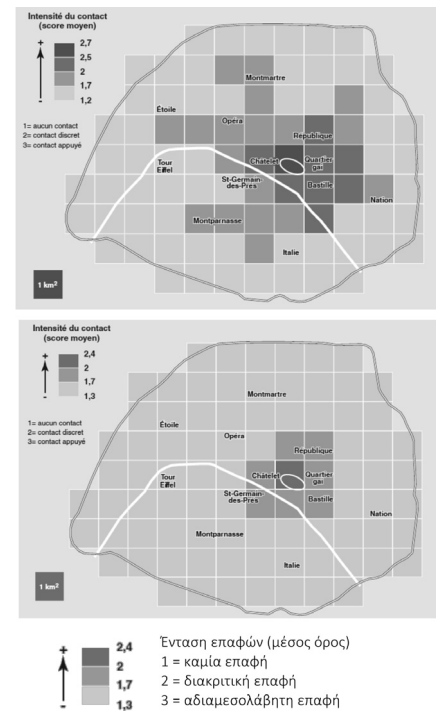 Intensité du contact
(score moyen)
+
2,7
2,5
2
1,7
1,2
-
1= aucun contact
2= contact discret
3= contact appuyé
Montmartre
Étoile
Opéra
République
Tour
Eiffel
Châtelet
Quartier
gai
St-Germain-
des-Prés
Bastille
Nation
Montparnasse
Italie
1 km²
Intensité du contact
(score moyen)
+
2,4
2
1,7
1,3
-
1= aucun contact
2= contact discret
3= contact appuyé
Montmartre
Étoile
Opéra
République
Tour
Eiffel
Châtelet
Quartier
gai
St-Germain-
des-Prés
Bastille
Nation
Montparnasse
Italie
1 km²
+
2,4
2
1,7
1,3
-
Ένταση επαφών (μέσος όρος)
1 = καμία επαφή
2 = διακριτική επαφή
3 = αδιαμεσολάβητη επαφή